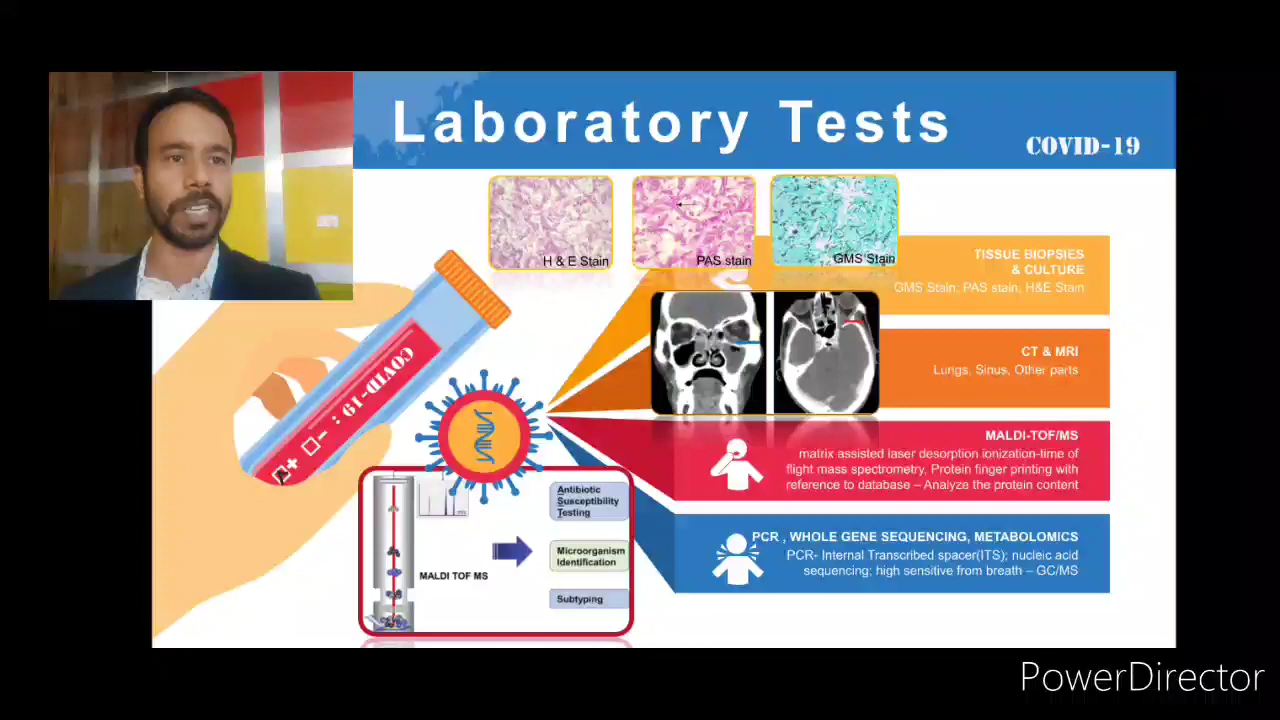 Laboratory Tests
COVID-19
H & E Stain
PAS stain
GMS Stain
TISSUE BIOPSIES
& CULTURE
GMS Stain; PAS stain; H&E Stain
CT & MRI
Lungs, Sinus, Other parts
MALDI-TOF/MS
matrix assisted laser desorption ionization-time of
flight mass spectrometry, Protein finger printing with
reference to database – Analyze the protein content
PCR , WHOLE GENE SEQUENCING, METABOLOMICS
PCR- Internal Transcribed spacer(ITS); nucleic acid
sequencing; high sensitive from breath – GC/MS
COVID-19 :
Antibiotic
Susceptibility
Testing
Microorganism
Identification
MALDI TOF MS
Subtyping
PowerDirector